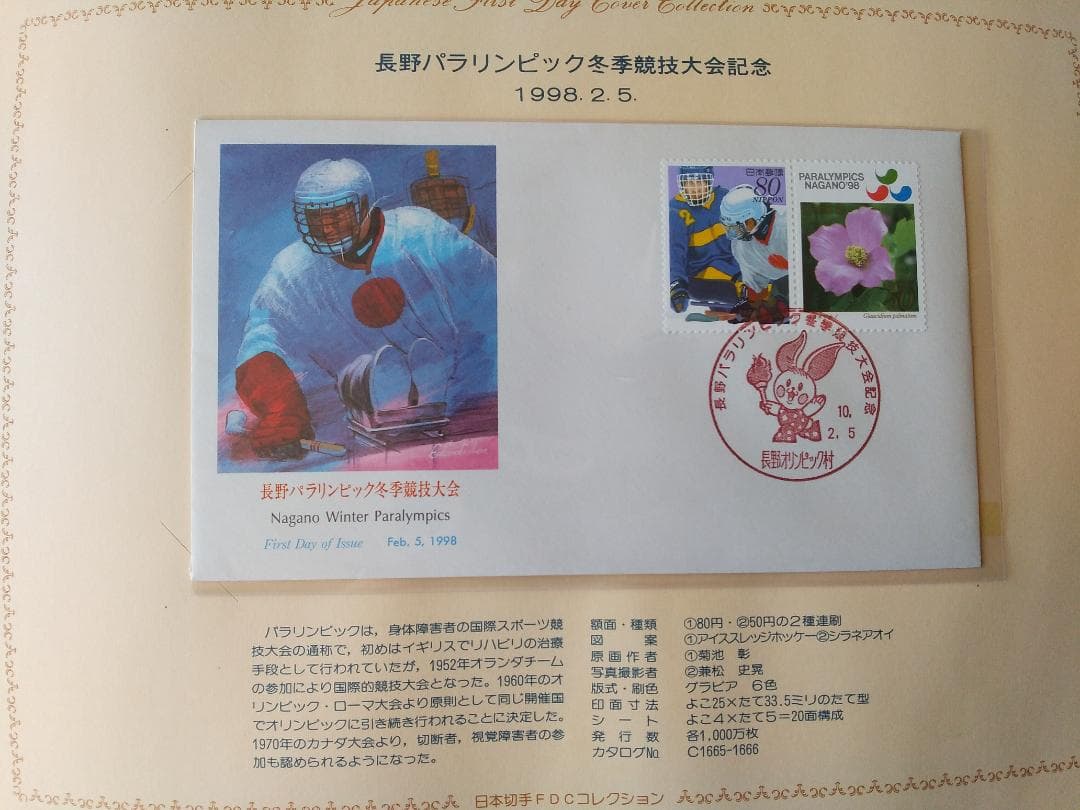 Japanese First Day Cover Collection
長野パラリンピック冬季競技大会記念
1998.2.5.
日本郵便
80
NIPPON
PARALYMPICS
NAGANO'98
Glaucidium palmatum
長野パラリンピック冬季競技大会記念
10.
2.5
長野オリンピック村
長野パラリンピック冬季競技大会
Nagano Winter Paralympics
First Day of Issue Feb. 5, 1998
パラリンピックは，身体障害者の国際スポーツ競
技大会の通称で，初めはイギリスでリハビリの治療
手段として行われていたが，1952年オランダチーム
の参加により国際的競技大会となった。1960年のオ
リンピック・ローマ大会より原則として同じ開催国
でオリンピックに引き続き行われることに決定した。
1970年のカナダ大会より，切断者，視覚障害者の参
加も認められるようになった。
額面・種類 ①80円・②50円の2種連刷
図案 ①アイススレッジホッケー②シラネアオイ
原画作者 ①菊池 彰
写真撮影者 ②兼松 史晃
版式・刷色 グラビア 6色
印面寸法 よこ25×たて33.5ミリのたて型
シート よこ4×たて5＝20面構成
発行数 各1,000万枚
カタログ№ C1665-1666
日本切手FDCコレクション